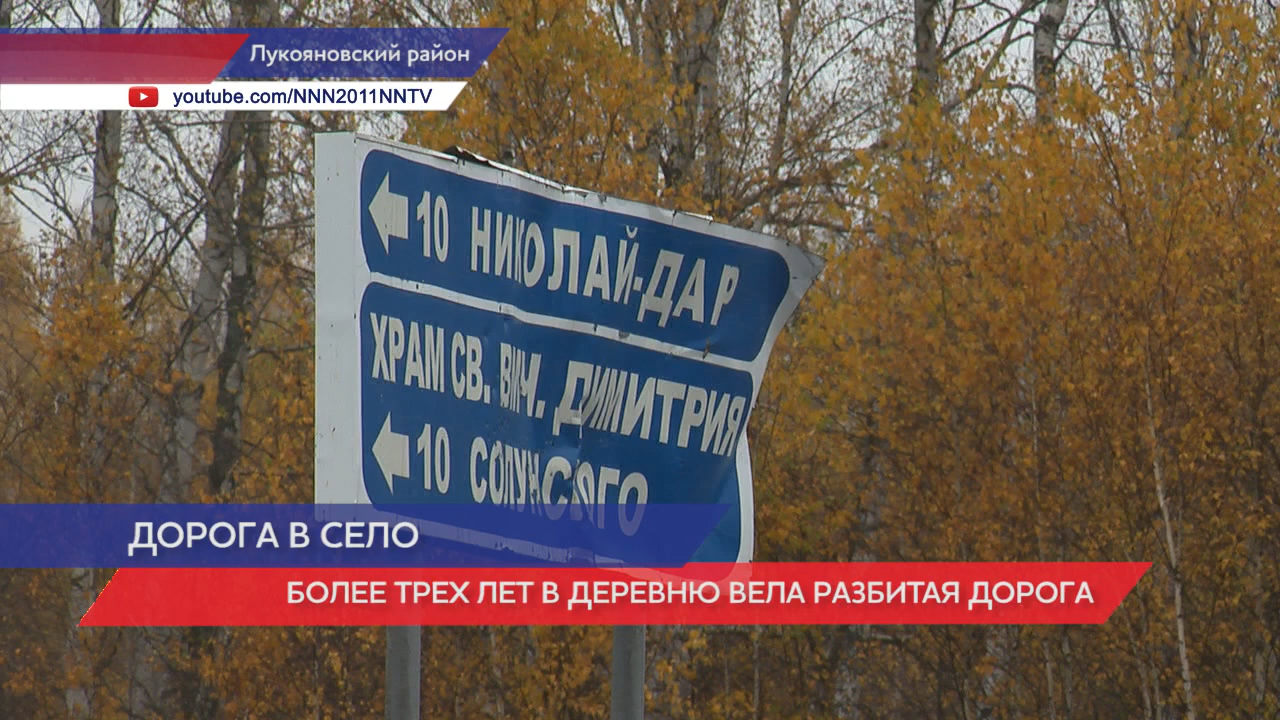 Лукояновский район
youtube.com/NNN2011NNTV
10 НИКОЛАЙ-ДАР
ХРАМ СВ. ВМЧ. ДИМИТРИЯ
10 СОЛУНСКОГО
ДОРОГА В СЕЛО
БОЛЕЕ ТРЕХ ЛЕТ В ДЕРЕВНЮ ВЕЛА РАЗБИТАЯ ДОРОГА